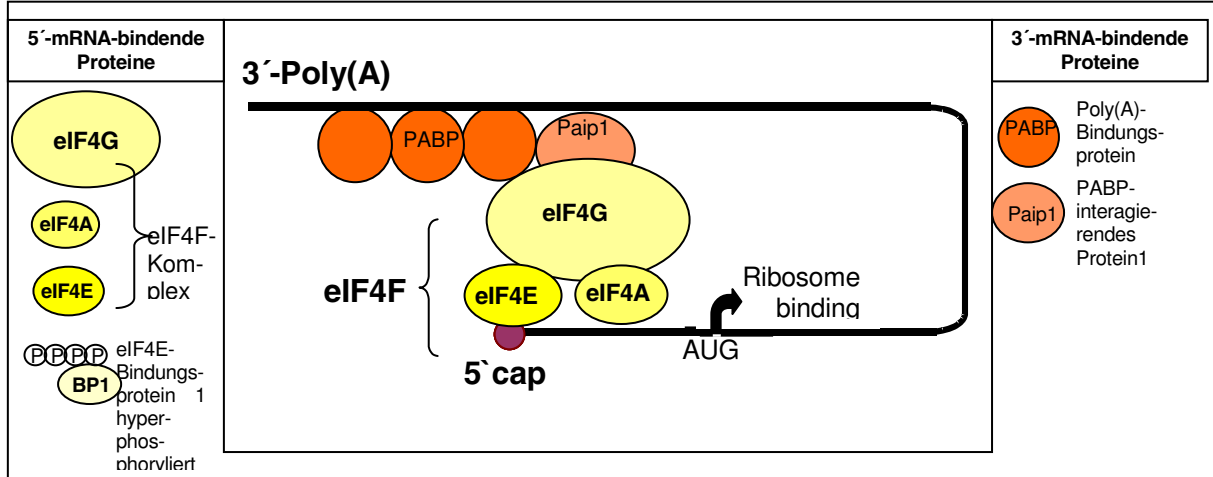 5´-mRNA-bindende
Proteine
eIF4G
eIF4A
eIF4E
eIF4F-
Kom-
plex
P P P P
BP1
eIF4E-
Bindungs-
protein 1
hyper-
phos-
phoryliert
3´-Poly(A)
PABP
Paip1
eIF4G
eIF4F
eIF4E
eIF4A
Ribosome
binding
AUG
5`cap
3´-mRNA-bindende
Proteine
PABP
Poly(A)-
Bindungs-
protein
Paip1
PABP-
interagie-
rendes
Protein1